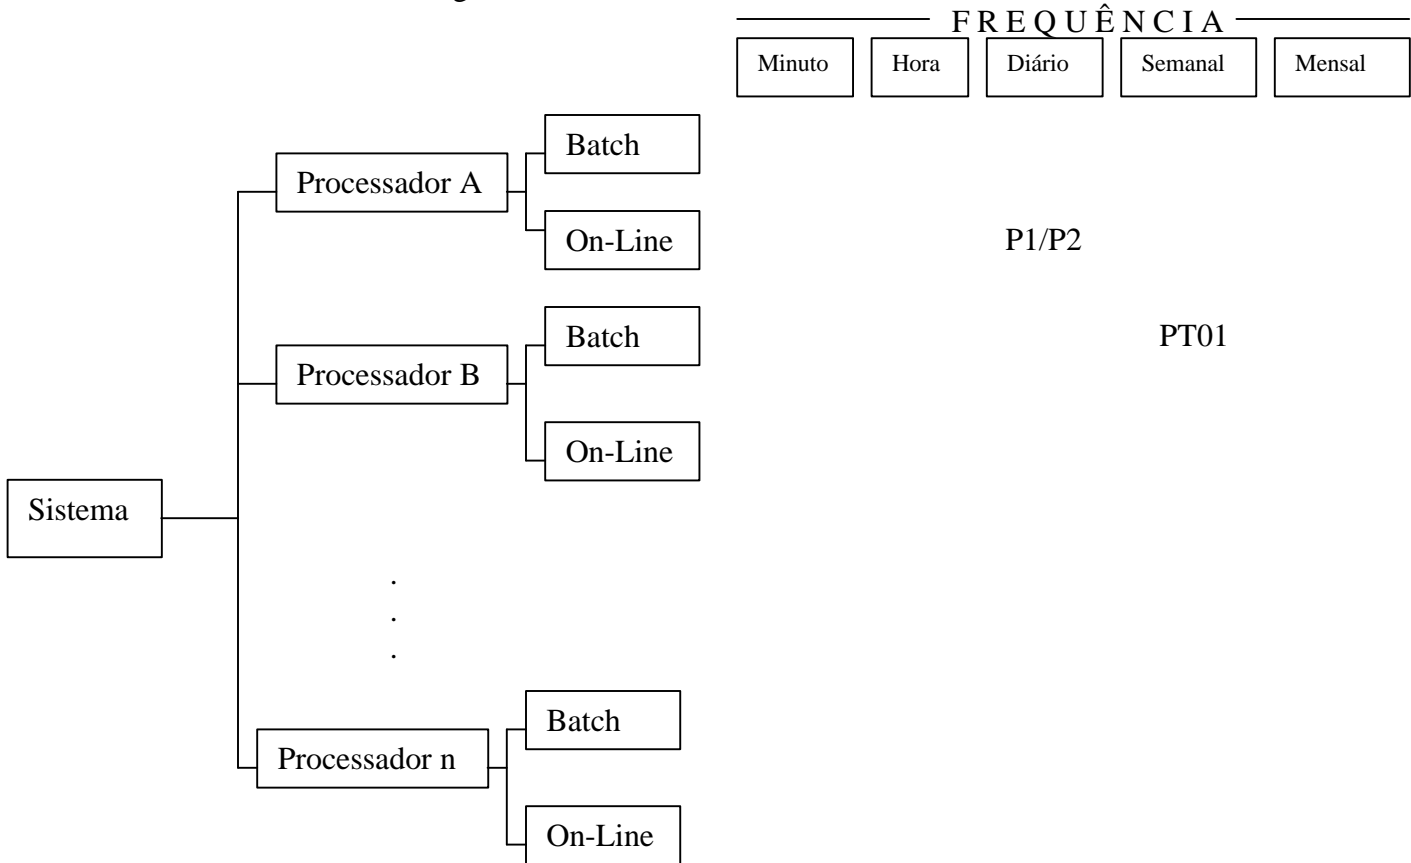 F R E Q U Ê N C I A
Minuto Hora Diário Semanal Mensal
Batch
Processador A
On-Line P1/P2
Batch PT01
Processador B
On-Line
Sistema
.
.
.
Batch
Processador n
On-Line